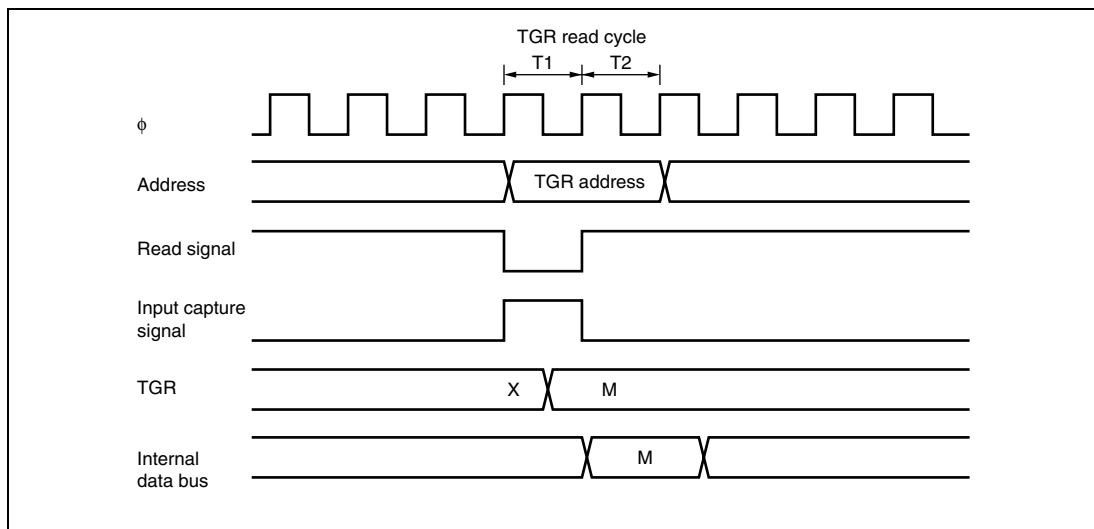 TGR read cycle
T1 T2
ϕ
Address
TGR address
Read signal
Input capture
signal
TGR
X M
Internal
data bus
M